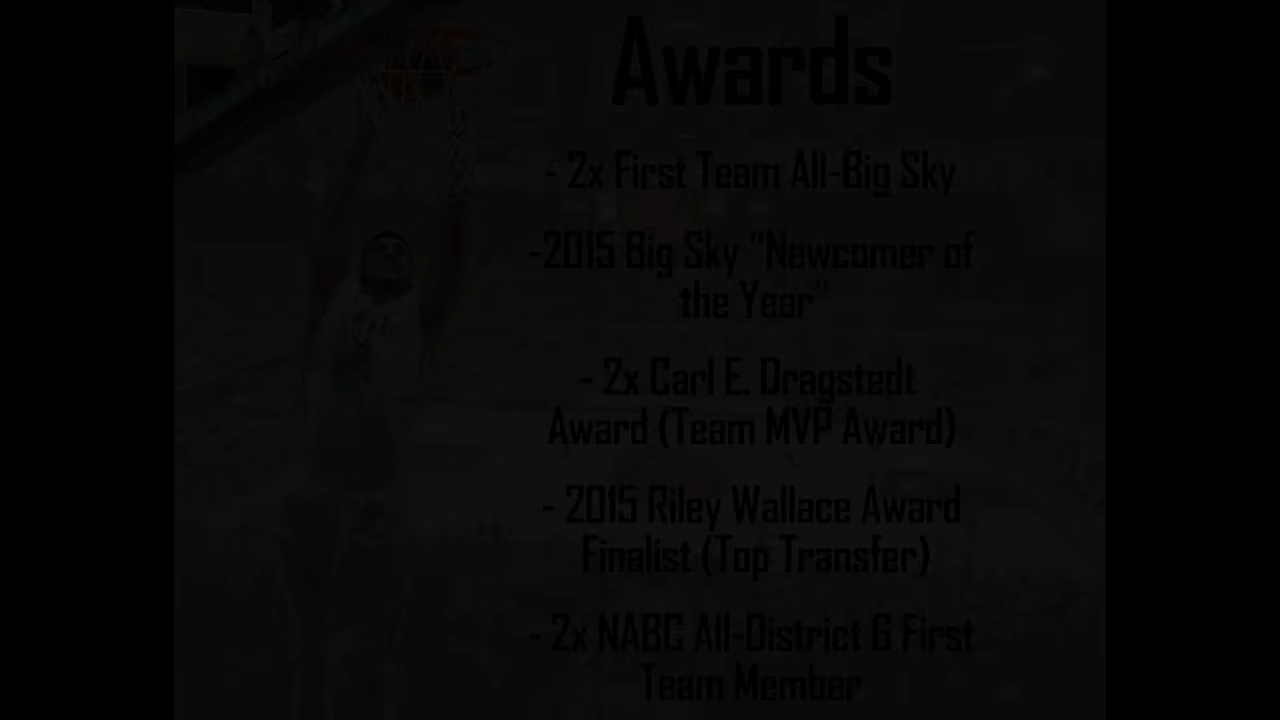 Awards
- 2x First Team All-Big Sky
-2015 Big Sky "Newcomer of
the Year"
- 2x Carl E. Dragstedt
Award (Team MVP Award)
- 2015 Riley Wallace Award
Finalist (Top Transfer)
- 2x NABC All-District 6 First
Team Member